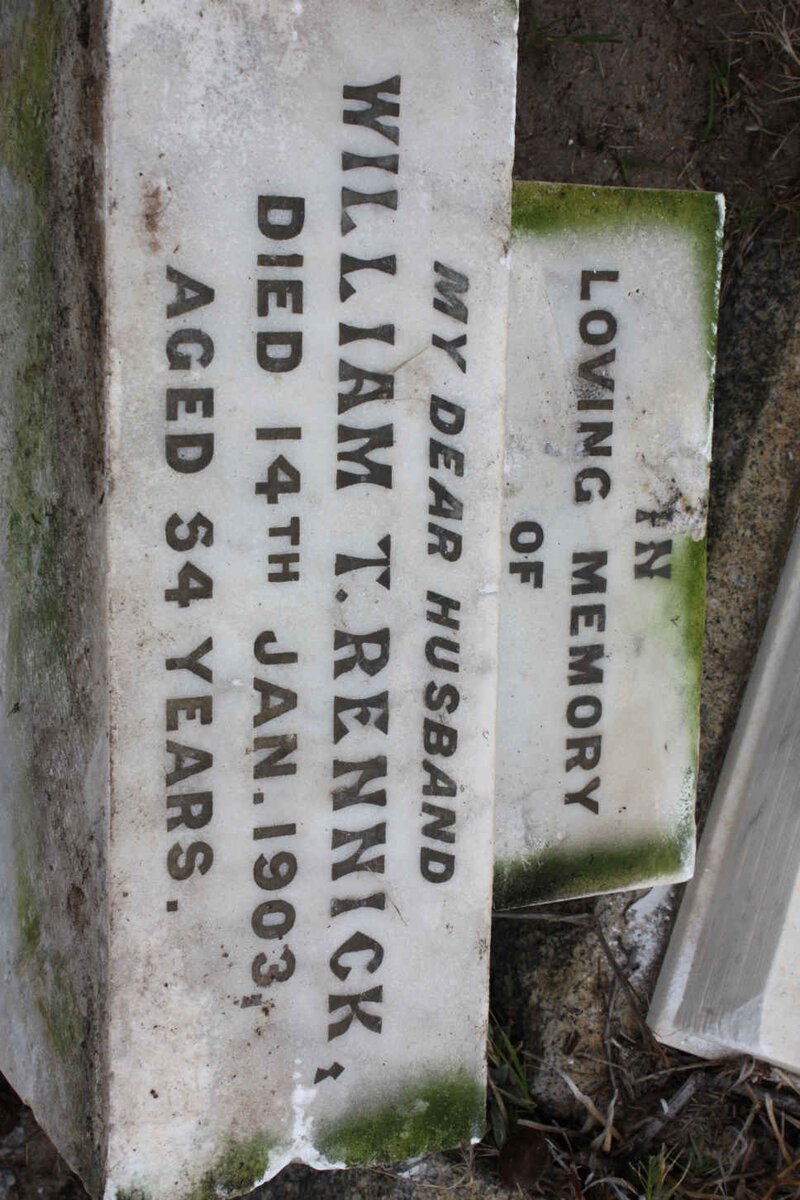 IN
LOVING MEMORY
OF
MY DEAR HUSBAND
WILLIAM T. RENNICK;
DIED 14TH JAN. 1903,
AGED 54 YEARS.